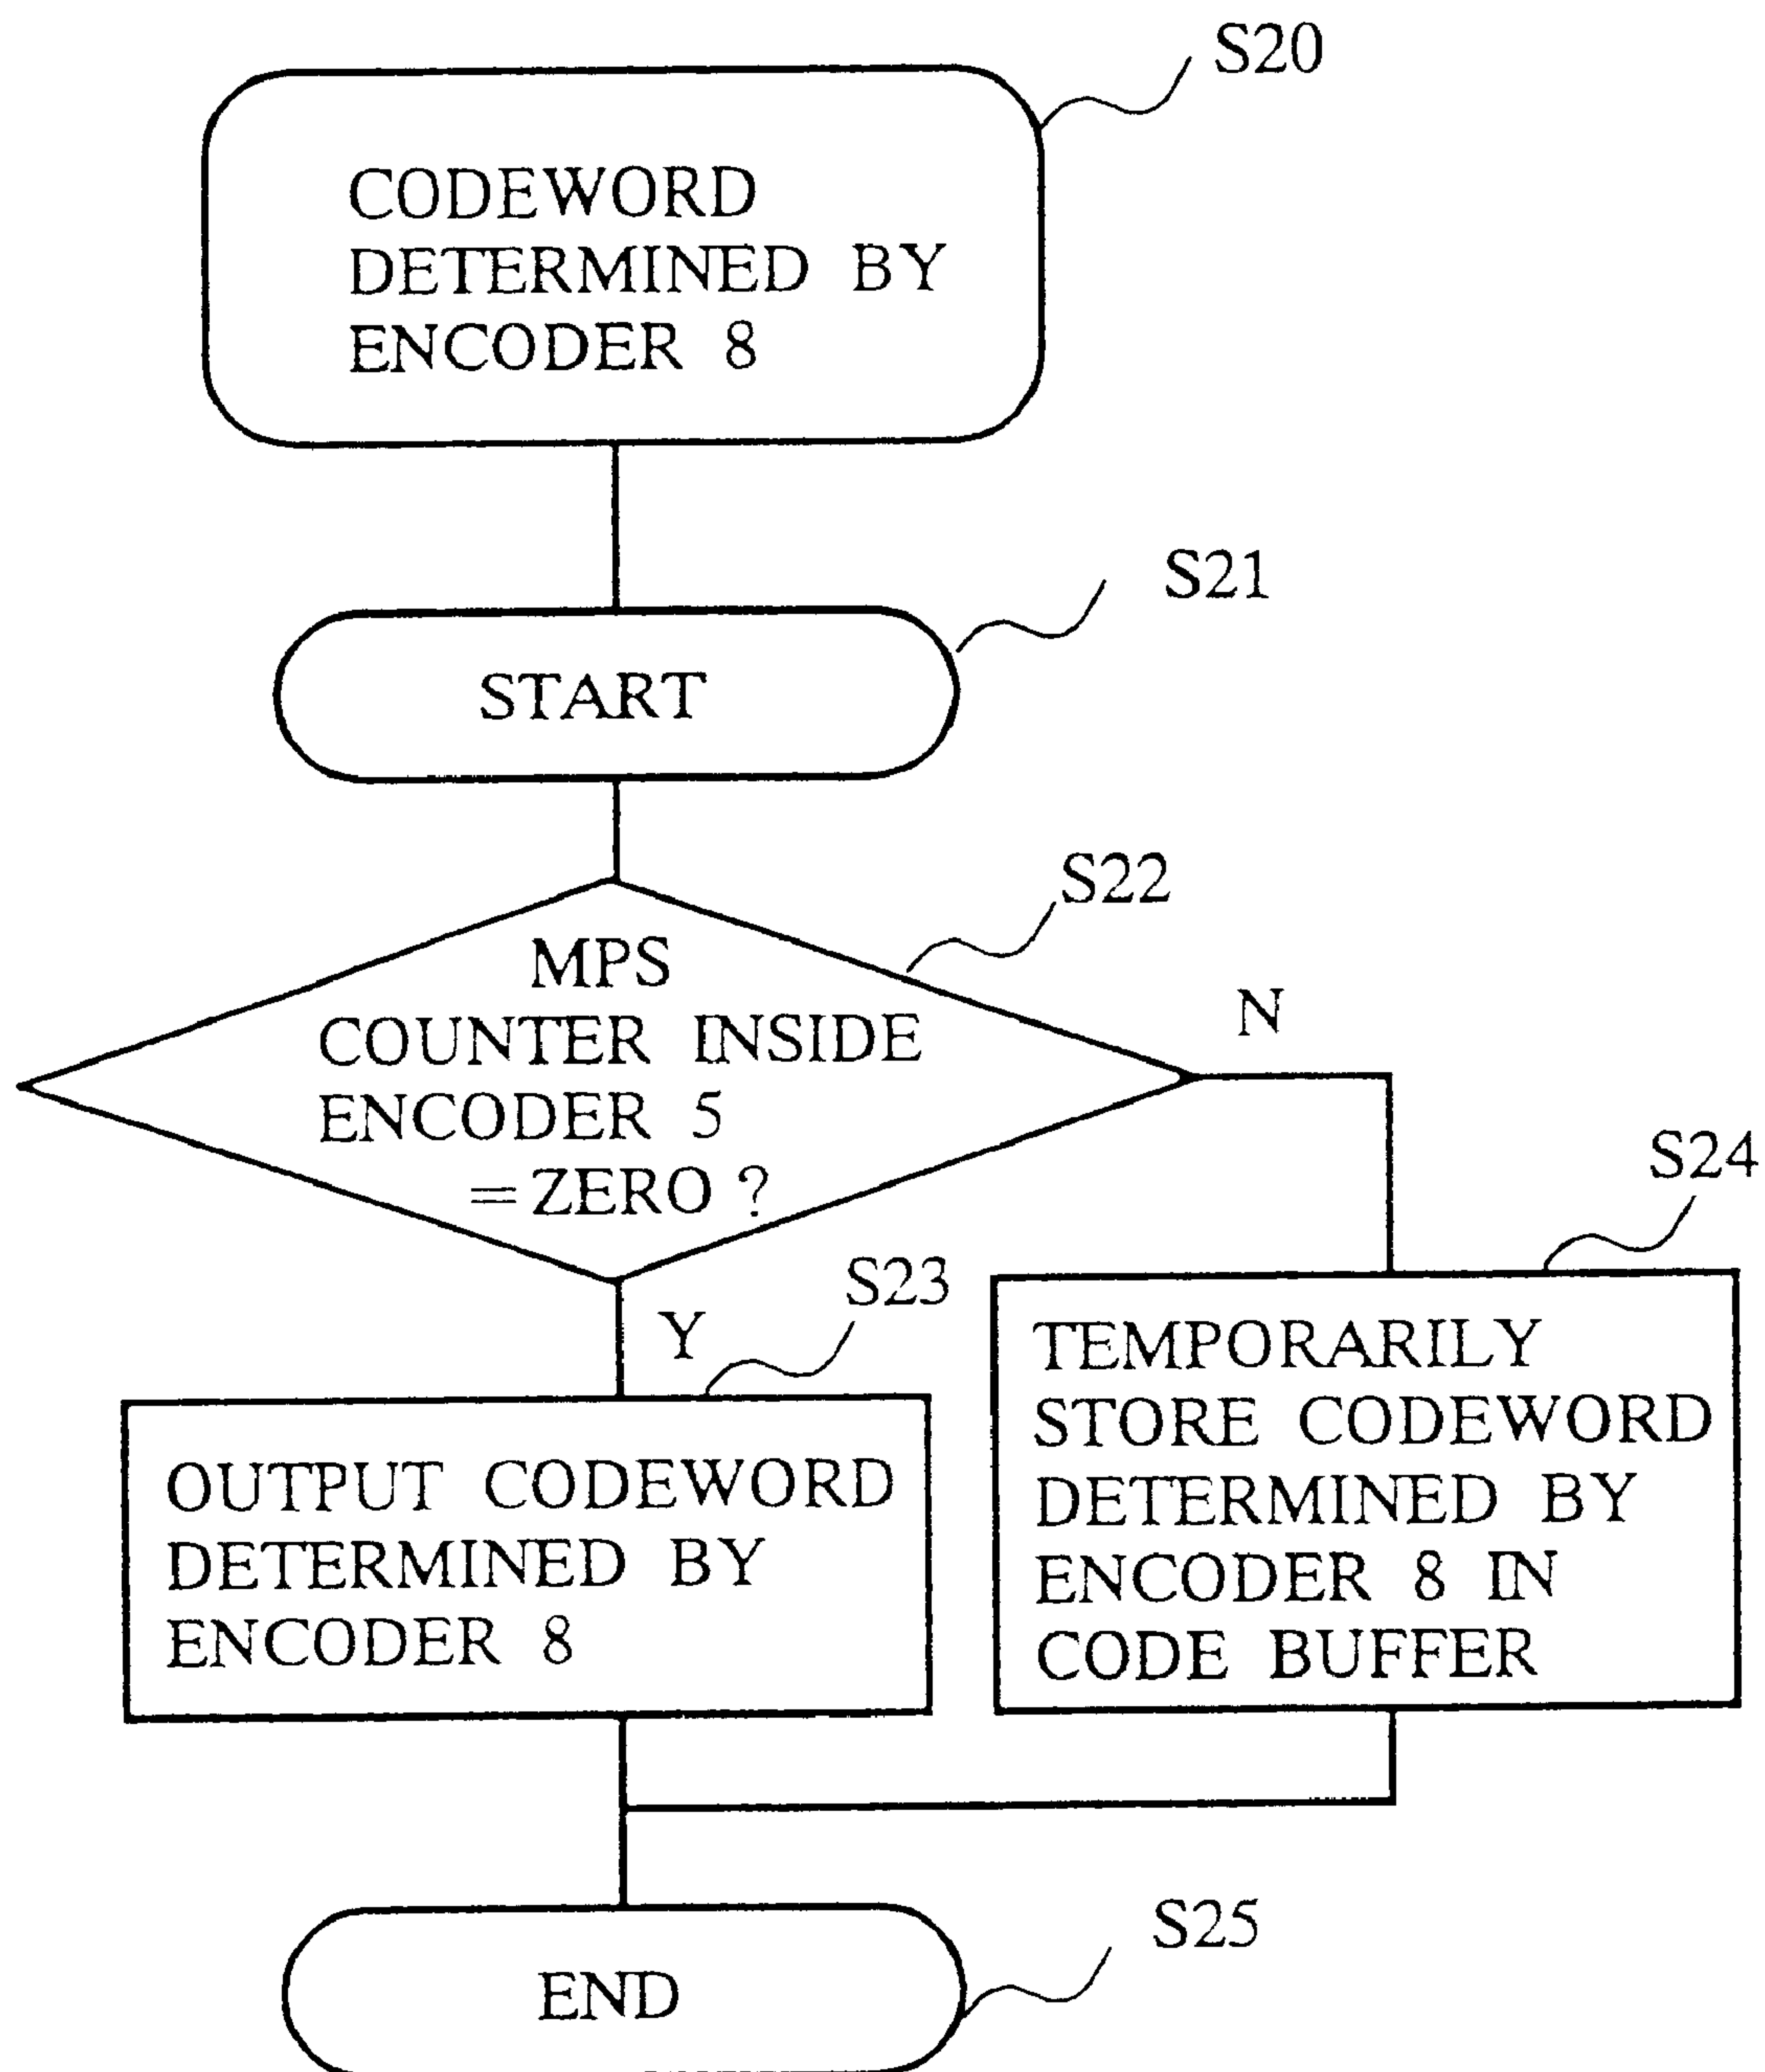 S20
CODEWORD
DETERMINED BY
ENCODER 8
S21
START
S22
MPS
COUNTER INSIDE
ENCODER 5
=ZERO ?
N
S24
S23
Y
TEMPORARILY
STORE CODEWORD
DETERMINED BY
ENCODER 8 IN
CODE BUFFER
OUTPUT CODEWORD
DETERMINED BY
ENCODER 8
S25
END